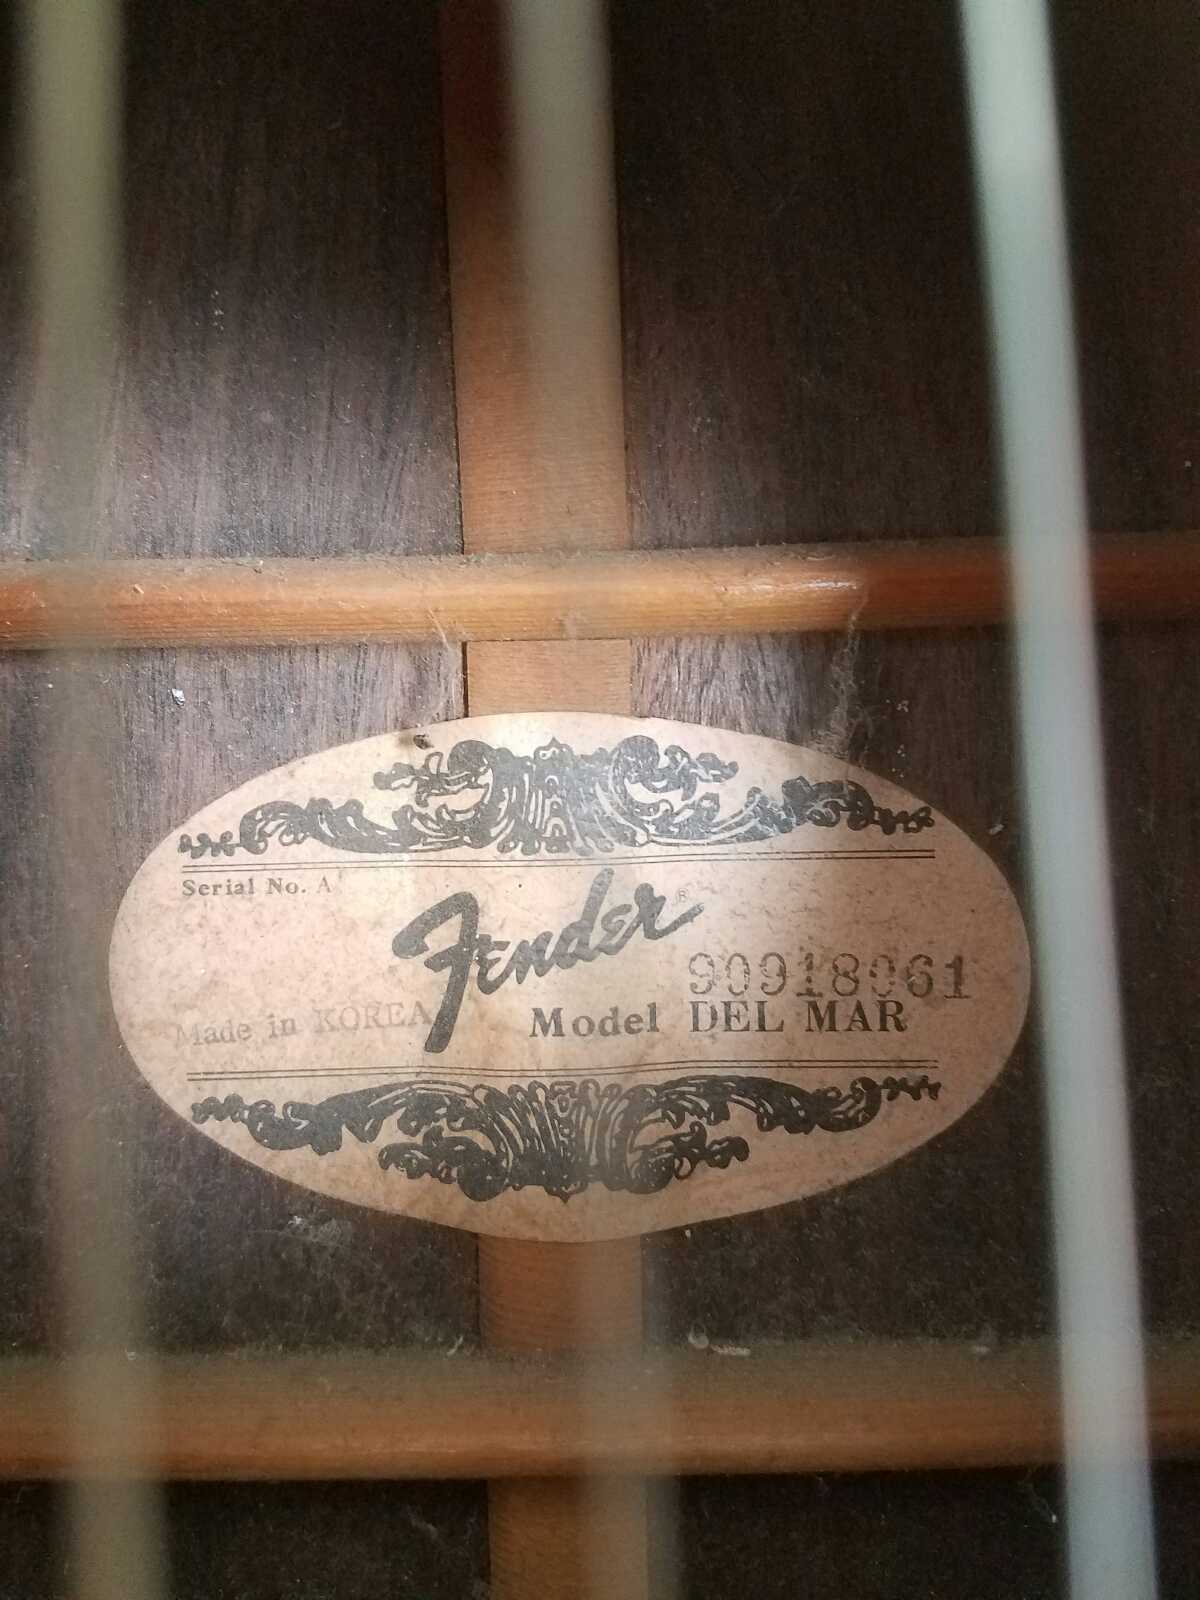 Serial No. A
Fender®
90918061
Made in KOREA
Model DEL MAR